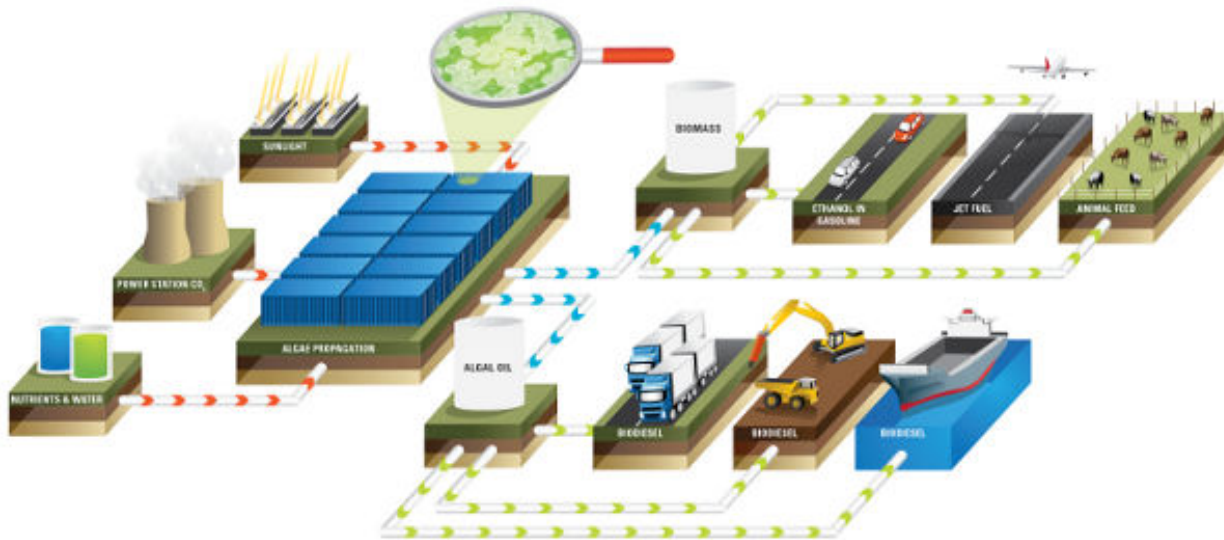 SUNLIGHT
BIOMASS
POWER STATION CO₂
ETHANOL IN
GASOLINE
JET FUEL
ANIMAL FEED
NUTRIENTS & WATER
ALGAE PROPAGATION
ALGAL OIL
BIODIESEL
BIODIESEL
BIODIESEL